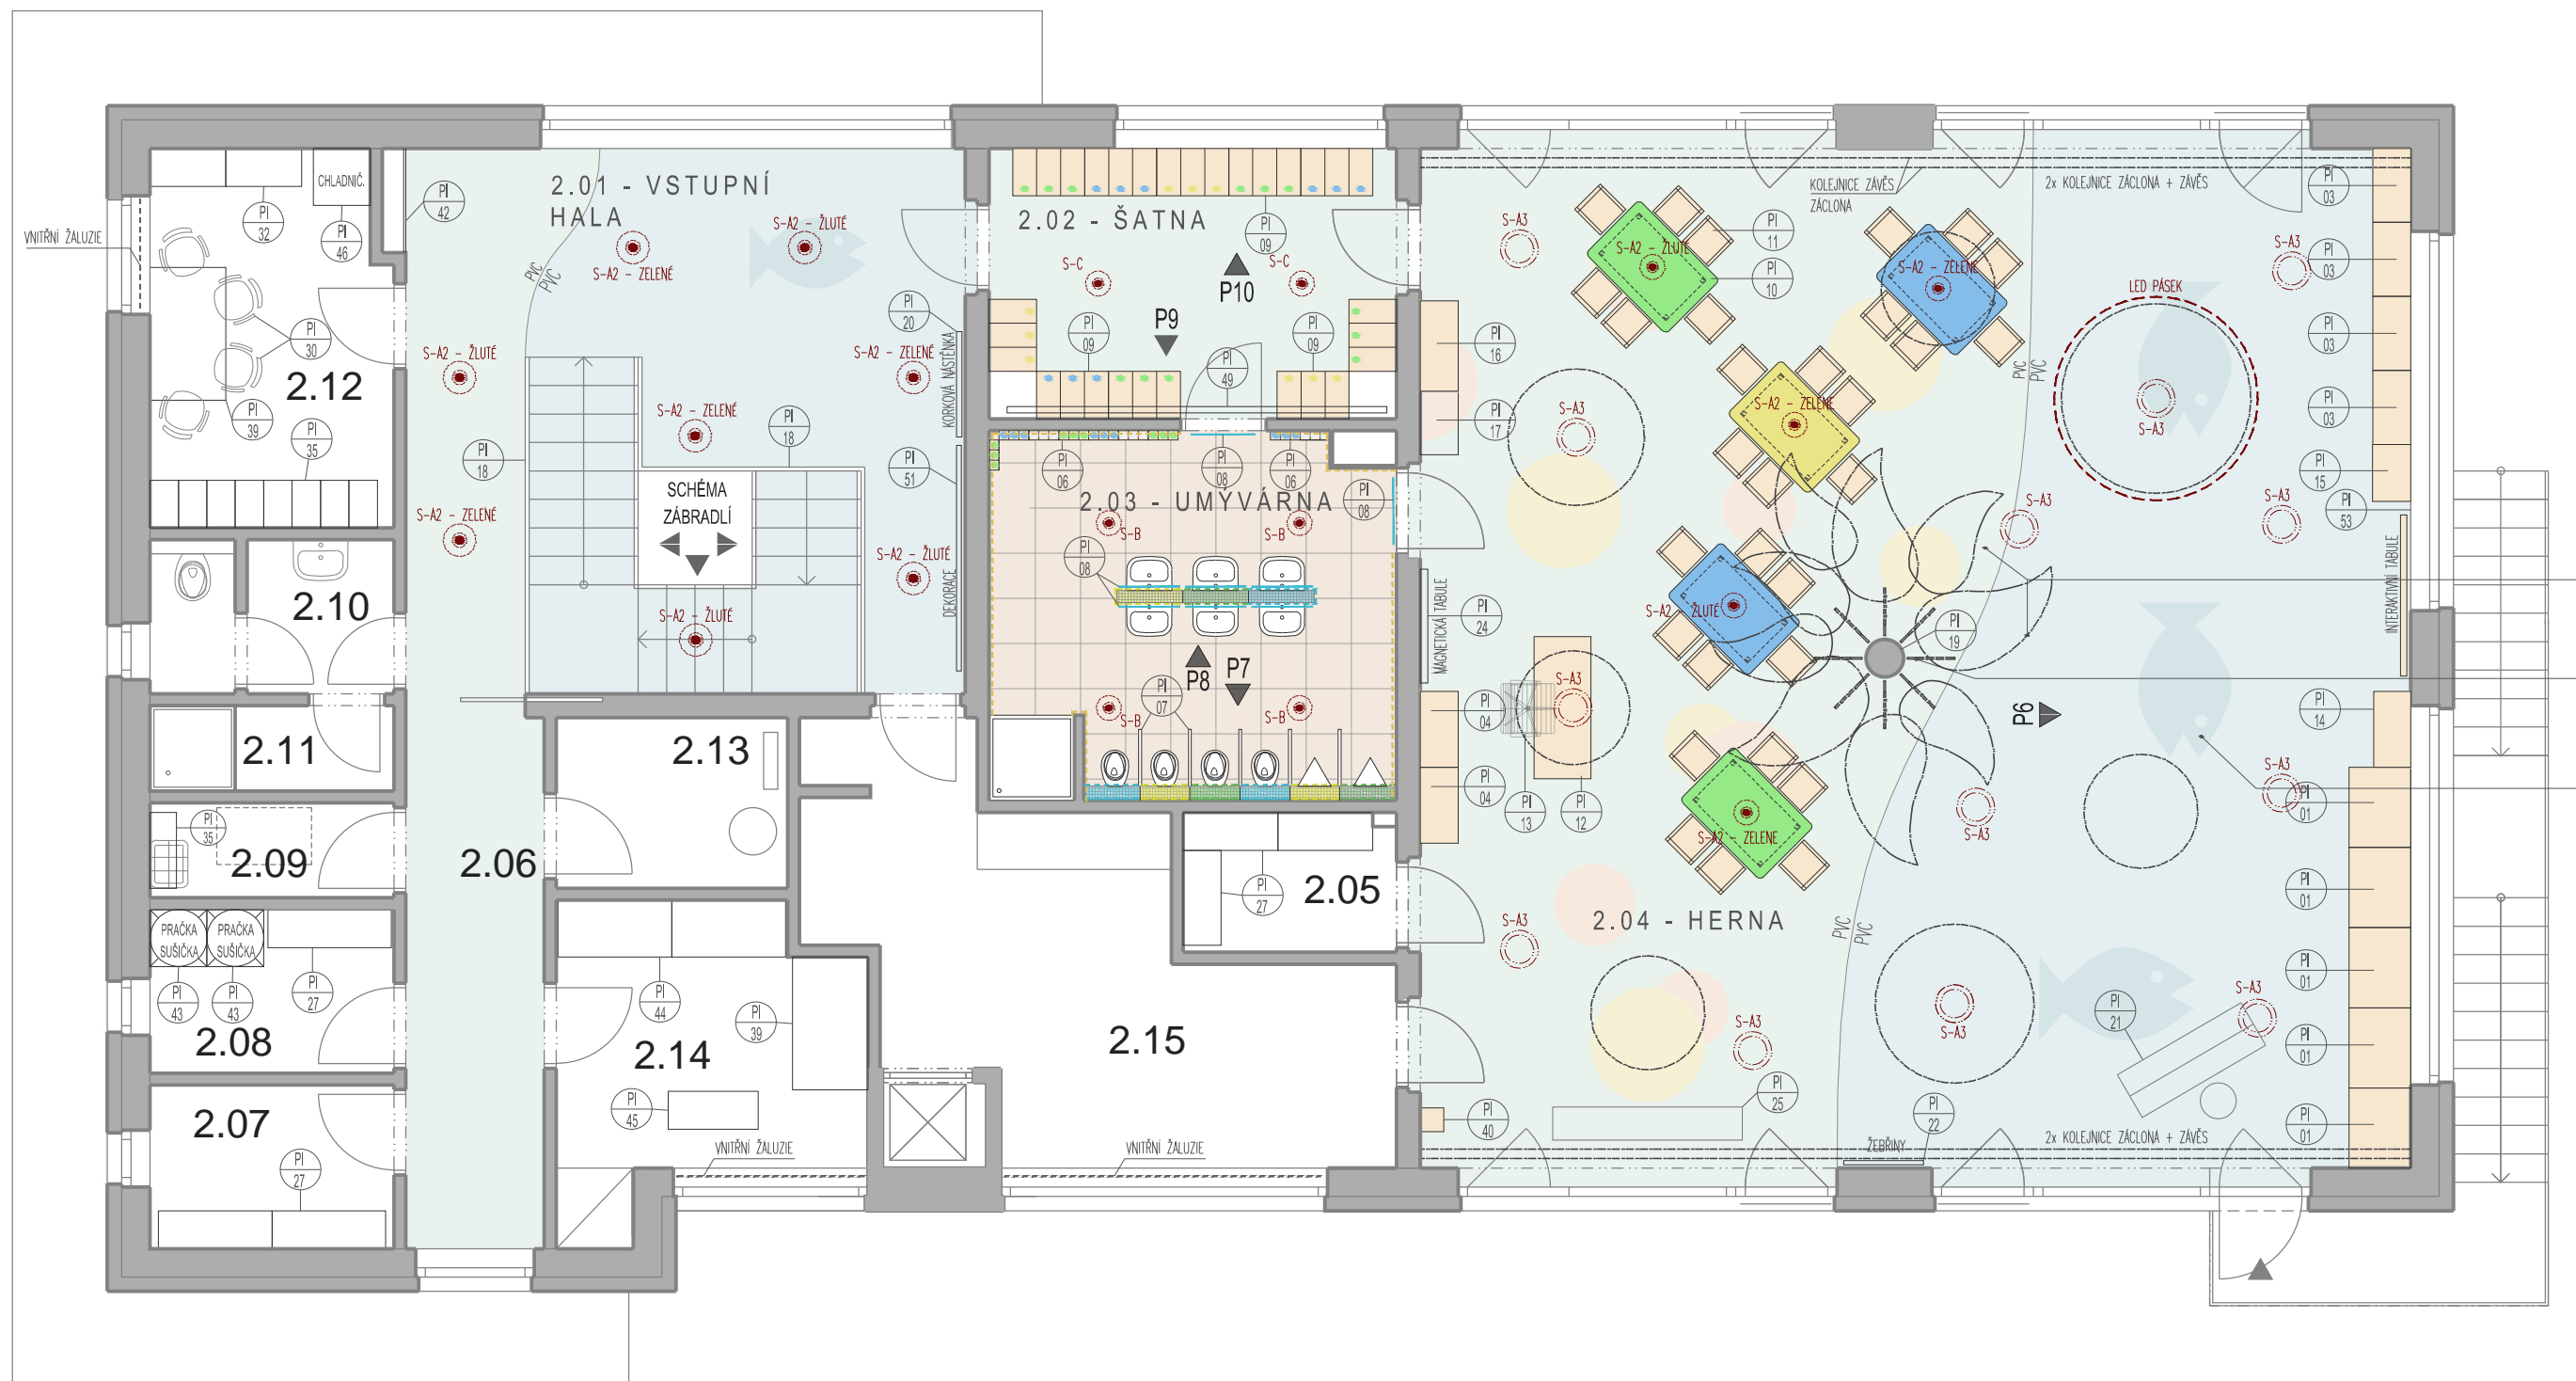 2.01 - VSTUPNÍ
HALA
CHLADNIČ.
PI
42
PI
32
PI
46
VNITŘNÍ ŽALUZIE
PI
30
2.12
PI
39
PI
35
PVC
PVC
S-A2 - ŽLUTÉ
S-A2 - ZELENÉ
PI
20
KORKOVÁ NÁSTĚNKA
S-A2 - ŽLUTÉ
S-A2 - ZELENÉ
S-A2 - ZELENÉ
PI
18
PI
18
PI
51
SCHÉMA
ZÁBRADLÍ
S-A2 - ZELENÉ
S-A2 - ŽLUTÉ
DEKORACE
S-A2 - ŽLUTÉ
2.02 - ŠATNA
PI
09
S-C
S-C
P10
P9
PI
09
PI
09
PI
49
PI
06
PI
08
PI
06
2.03 - UMÝVÁRNA
PI
08
S-B
S-B
PI
08
P8
P7
PI
07
S-B
S-B
2.10
2.11
2.13
PI
35
2.09
2.06
PRAČKA
SUŠIČKA
PRAČKA
SUŠIČKA
PI
43
PI
43
PI
27
2.08
2.07
PI
27
PI
44
PI
39
2.14
PI
45
VNITŘNÍ ŽALUZIE
2.15
VNITŘNÍ ŽALUZIE
PI
27
2.05
KOLEJNICE ZÁVĚS
ZÁCLONA
2x KOLEJNICE ZÁCLONA + ZÁVĚS
PI
03
S-A3
PI
11
S-A2 - ŽLUTÉ
PI
10
S-A2 - ZELENÉ
S-A3
PI
03
LED PÁSEK
PI
16
PI
03
PVC
PVC
S-A3
PI
17
S-A2 - ZELENÉ
S-A3
PI
03
PI
15
S-A3
S-A3
PI
53
MAGNETICKÁ TABULE
PI
24
S-A2 - ŽLUTÉ
PI
19
INTERAKTIVNÍ TABULE
S-A3
PI
04
P6
PI
14
PI
04
PI
13
PI
12
S-A2 - ZELENÉ
S-A3
S-A3
PI
01
PI
01
S-A3
2.04 - HERNA
PVC
PVC
PI
01
S-A3
S-A3
S-A3
PI
21
PI
01
PI
25
PI
40
PI
22
ŽEBŘINY
2x KOLEJNICE ZÁCLONA + ZÁVĚS
PI
01